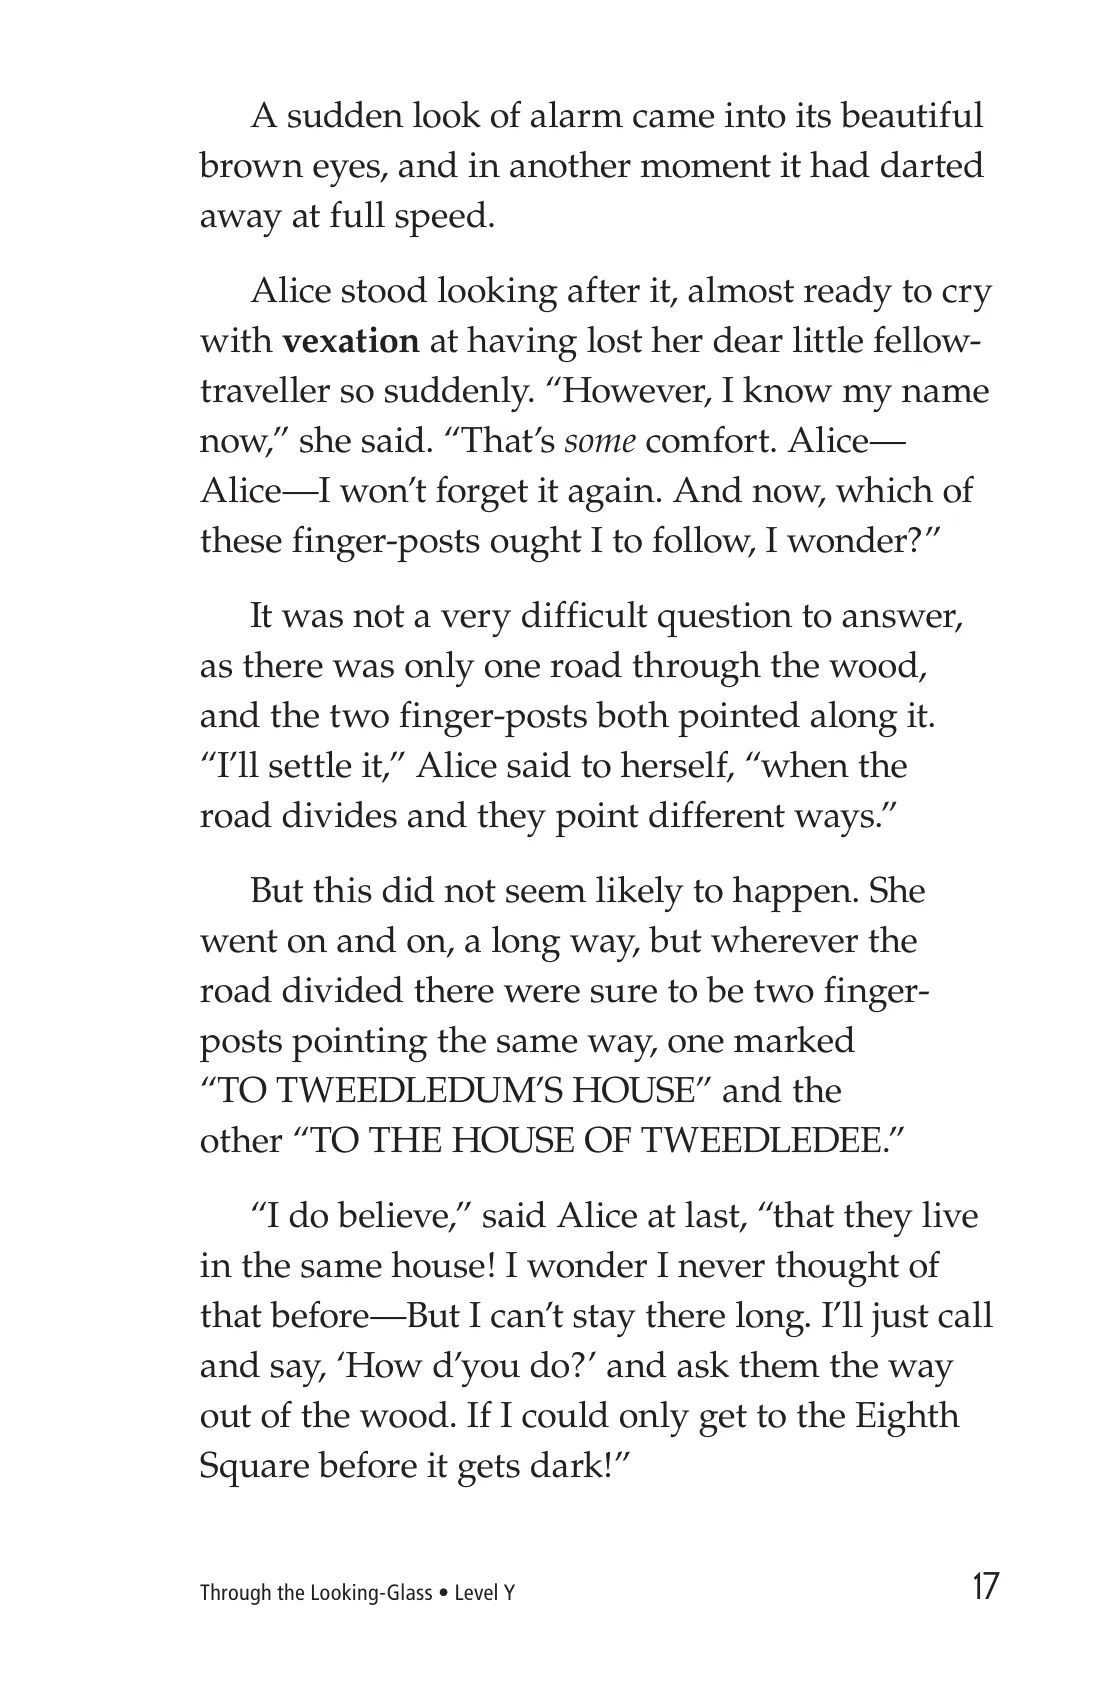 A sudden look of alarm came into its beautiful
brown eyes, and in another moment it had darted
away at full speed.
Alice stood looking after it, almost ready to cry
with vexation at having lost her dear little fellow-
traveller so suddenly. “However, I know my name
now,” she said. “That’s some comfort. Alice—
Alice—I won’t forget it again. And now, which of
these finger-posts ought I to follow, I wonder?”
It was not a very difficult question to answer,
as there was only one road through the wood,
and the two finger-posts both pointed along it.
“I’ll settle it,” Alice said to herself, “when the
road divides and they point different ways.”
But this did not seem likely to happen. She
went on and on, a long way, but wherever the
road divided there were sure to be two finger-
posts pointing the same way, one marked
“TO TWEEDLEDUM’S HOUSE” and the
other “TO THE HOUSE OF TWEEDLEDEE.”
“I do believe,” said Alice at last, “that they live
in the same house! I wonder I never thought of
that before—But I can’t stay there long. I’ll just call
and say, ‘How d’you do?’ and ask them the way
out of the wood. If I could only get to the Eighth
Square before it gets dark!”
Through the Looking-Glass • Level Y
17